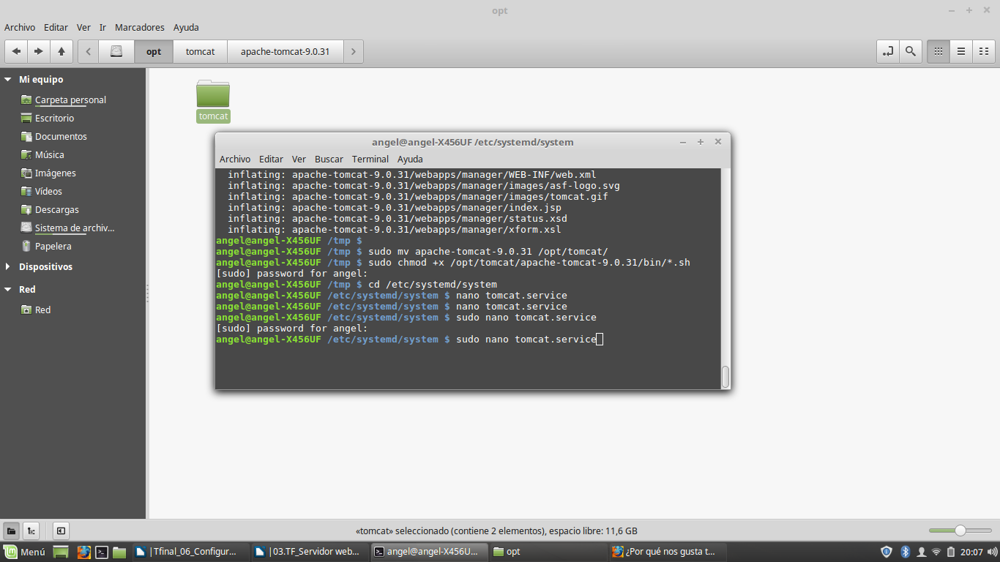 opt
Archivo Editar Ver Ir Marcadores Ayuda
opt tomcat apache-tomcat-9.0.31
Mi equipo
Carpeta personal
Escritorio
Documentos
Música
Imágenes
Vídeos
Descargas
Sistema de archiv...
Papelera
Dispositivos
Red
Red
tomcat
angel@angel-X456UF /etc/systemd/system
Archivo Editar Ver Buscar Terminal Ayuda
inflating: apache-tomcat-9.0.31/webapps/manager/WEB-INF/web.xml
inflating: apache-tomcat-9.0.31/webapps/manager/images/asf-logo.svg
inflating: apache-tomcat-9.0.31/webapps/manager/images/tomcat.gif
inflating: apache-tomcat-9.0.31/webapps/manager/index.jsp
inflating: apache-tomcat-9.0.31/webapps/manager/status.xsd
inflating: apache-tomcat-9.0.31/webapps/manager/xform.xsl
angel@angel-X456UF /tmp $
angel@angel-X456UF /tmp $ sudo mv apache-tomcat-9.0.31 /opt/tomcat/
angel@angel-X456UF /tmp $ sudo chmod +x /opt/tomcat/apache-tomcat-9.0.31/bin/*.sh
[sudo] password for angel:
angel@angel-X456UF /tmp $ cd /etc/systemd/system
angel@angel-X456UF /etc/systemd/system $ nano tomcat.service
angel@angel-X456UF /etc/systemd/system $ nano tomcat.service
angel@angel-X456UF /etc/systemd/system $ sudo nano tomcat.service
[sudo] password for angel:
angel@angel-X456UF /etc/systemd/system $ sudo nano tomcat.service
«tomcat» seleccionado (contiene 2 elementos), espacio libre: 11,6 GB
Menú |Tfinal_06_Configur... |03.TF_Servidor web... angel@angel-X456U... opt ¿Por qué nos gusta t... 20:07